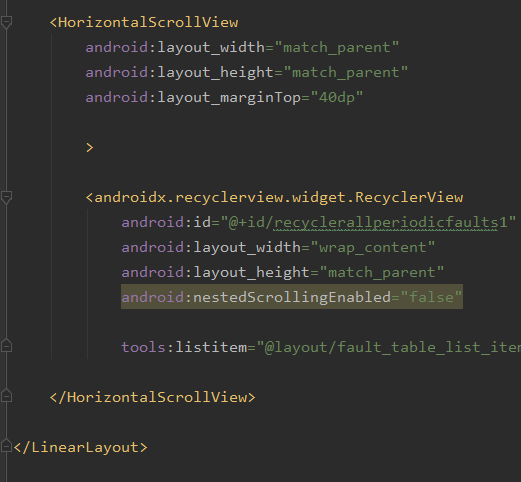 <HorizontalScrollView
android:layout_width="match_parent"
android:layout_height="match_parent"
android:layout_marginTop="40dp"
>
<androidx.recyclerview.widget.RecyclerView
android:id="@+id/recyclerallperiodicfaults1"
android:layout_width="wrap_content"
android:layout_height="match_parent"
android:nestedScrollingEnabled="false"
tools:listitem="@layout/fault_table_list_item
</HorizontalScrollView>
</LinearLayout>